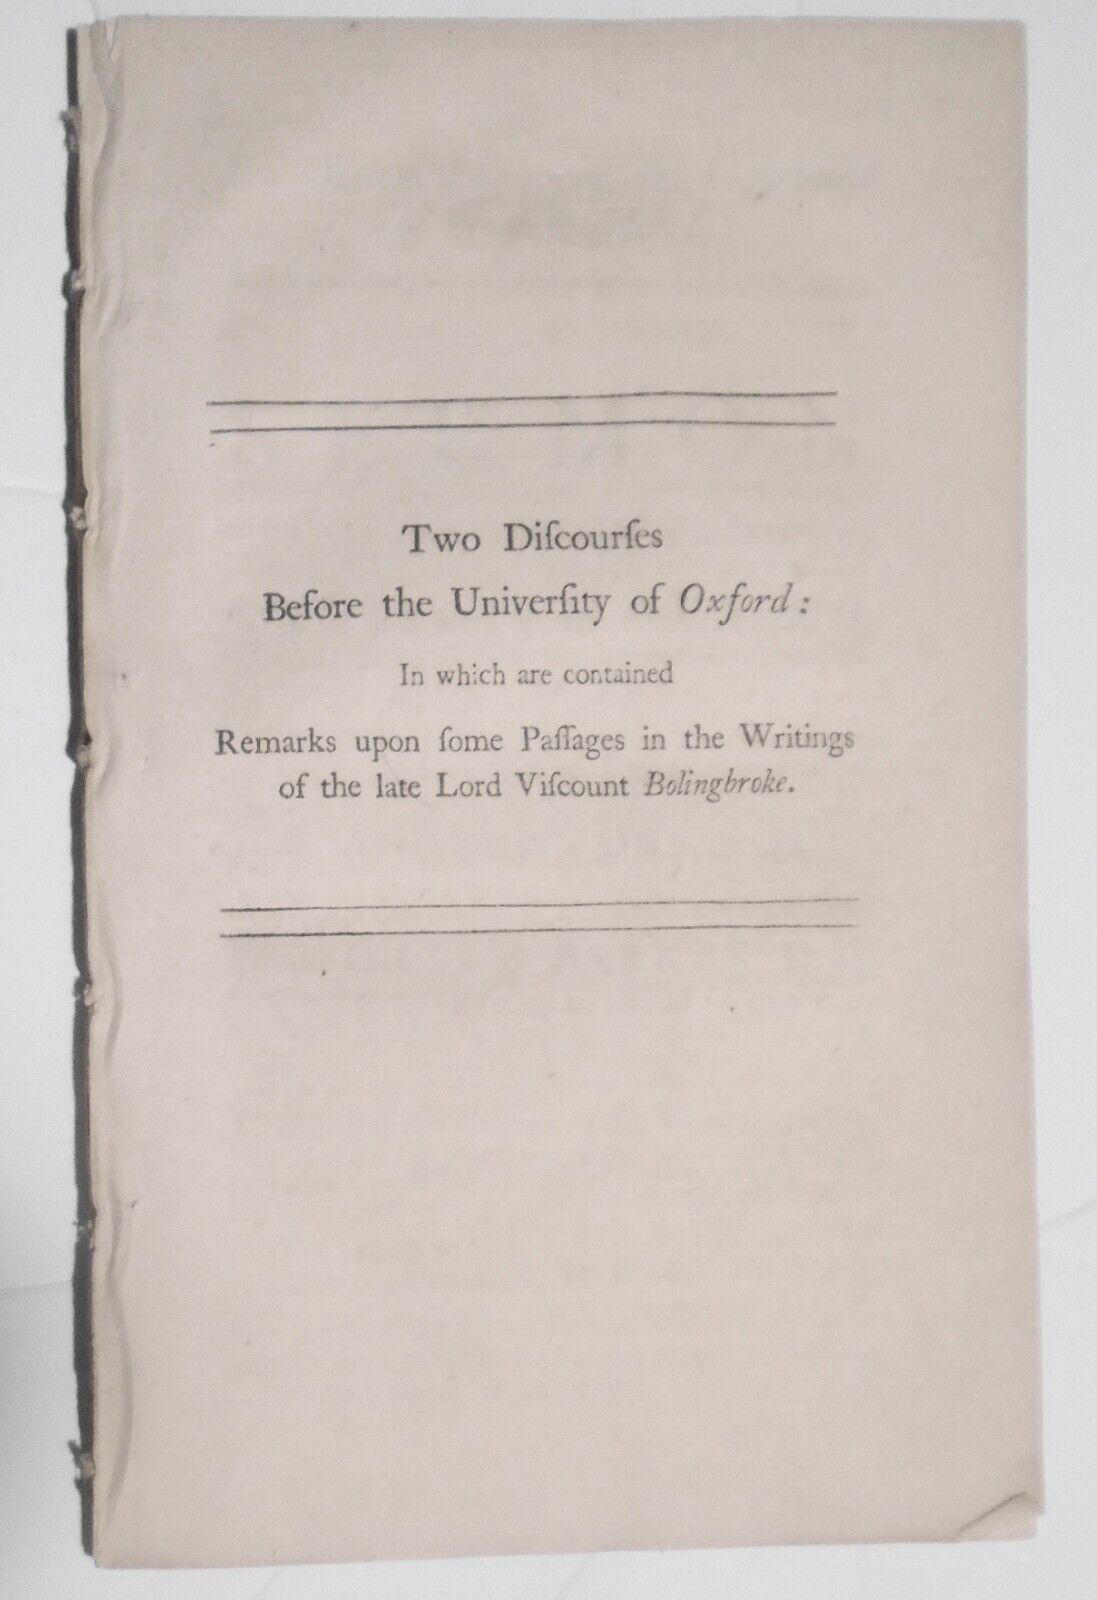 Two Diſcourſes
Before the Univerſity of Oxford:
In which are contained
Remarks upon ſome Paſſages in the Writings
of the late Lord Viſcount Bolingbroke.